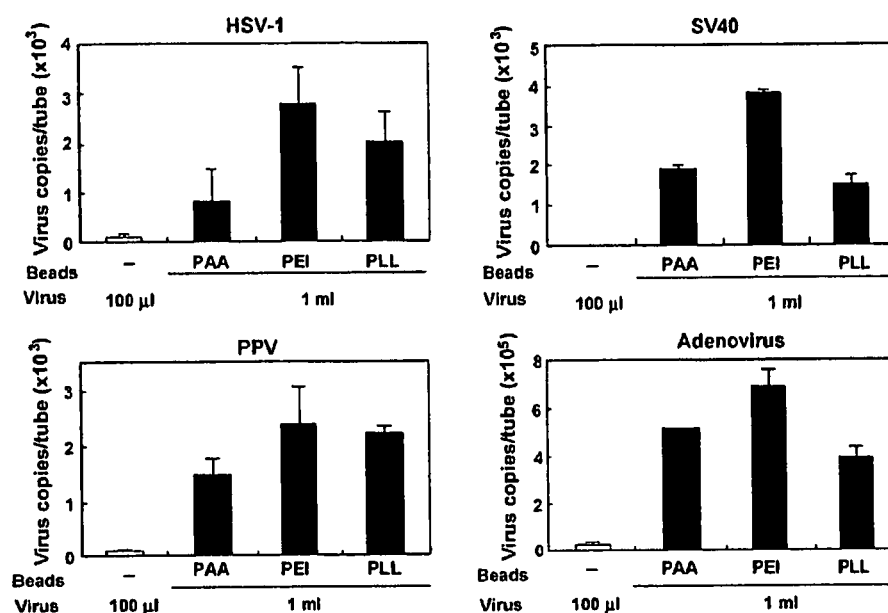 HSV-1
Virus copies/tube (x10³)
4
3
2
1
0
Beads – PAA PEI PLL
Virus 100 µl 1 ml
SV40
Virus copies/tube (x10³)
5
4
3
2
1
0
Beads – PAA PEI PLL
Virus 100 µl 1 ml
PPV
Virus copies/tube (x10³)
3
2
1
0
Beads – PAA PEI PLL
Virus 100 µl 1 ml
Adenovirus
Virus copies/tube (x10⁵)
8
6
4
2
0
Beads – PAA PEI PLL
Virus 100 µl 1 ml